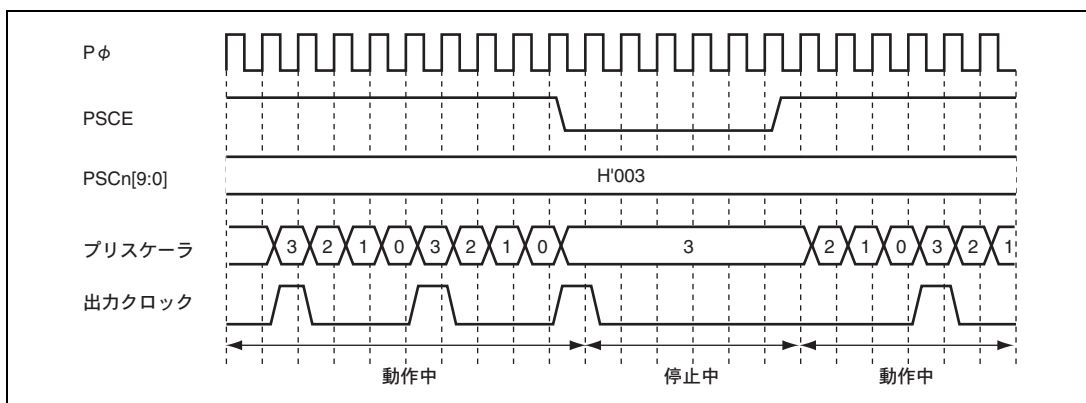 Pφ
PSCE
PSCn[9:0]
H'003
プリスケーラ
3 2 1 0 3 2 1 0 3 2 1 0 3 2 1
出力クロック
動作中 停止中 動作中